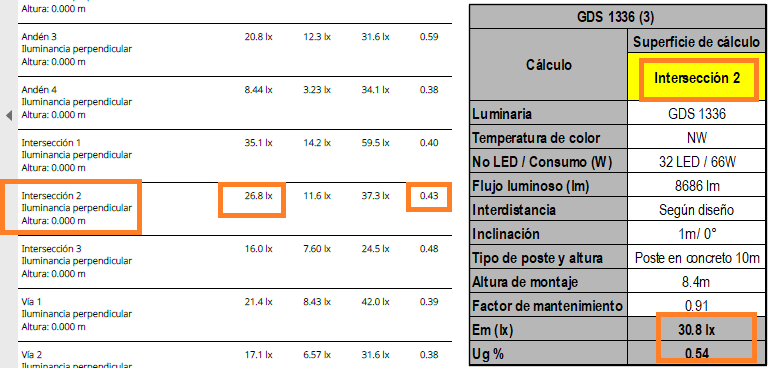 Altura: 0.000 m
Andén 3 20.8 lx 12.3 lx 31.6 lx 0.59
Iluminancia perpendicular
Altura: 0.000 m
Andén 4 8.44 lx 3.23 lx 34.1 lx 0.38
Iluminancia perpendicular
Altura: 0.000 m
Intersección 1 35.1 lx 14.2 lx 59.5 lx 0.40
Iluminancia perpendicular
Altura: 0.000 m
Intersección 2 26.8 lx 11.6 lx 37.3 lx 0.43
Iluminancia perpendicular
Altura: 0.000 m
Intersección 3 16.0 lx 7.60 lx 24.5 lx 0.48
Iluminancia perpendicular
Altura: 0.000 m
Vía 1 21.4 lx 8.43 lx 42.0 lx 0.39
Iluminancia perpendicular
Altura: 0.000 m
Vía 2 17.1 lx 6.57 lx 31.6 lx 0.38
Iluminancia perpendicular
GDS 1336 (3)
Cálculo
Superficie de cálculo
Intersección 2
Luminaria GDS 1336
Temperatura de color NW
No LED / Consumo (W) 32 LED / 66W
Flujo luminoso (lm) 8686 lm
Interdistancia Según diseño
Inclinación 1m/ 0°
Tipo de poste y altura Poste en concreto 10m
Altura de montaje 8.4m
Factor de mantenimiento 0.91
Em (lx) 30.8 lx
Ug % 0.54